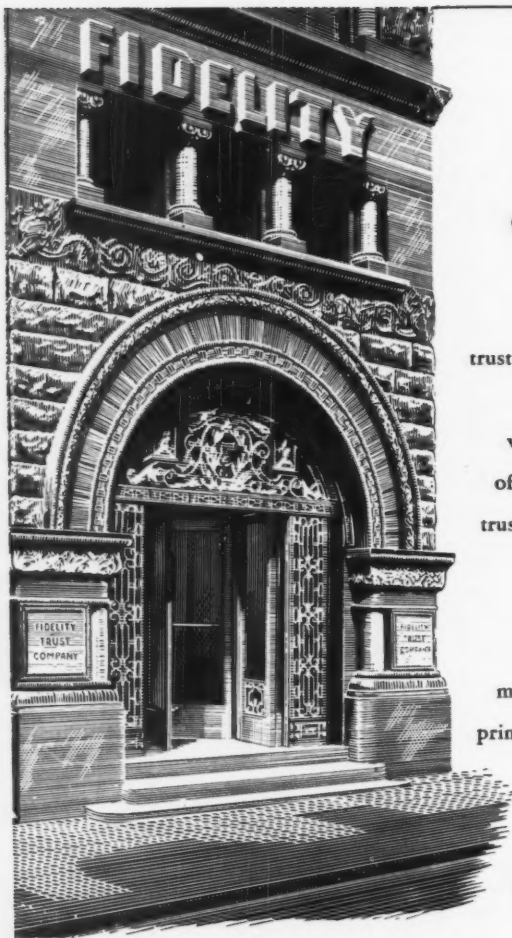 FIDELITY
trust
of
trus
m
prin
FIDELITY
TRUST
COMPANY
FIDELITY
TRUST
COMPANY